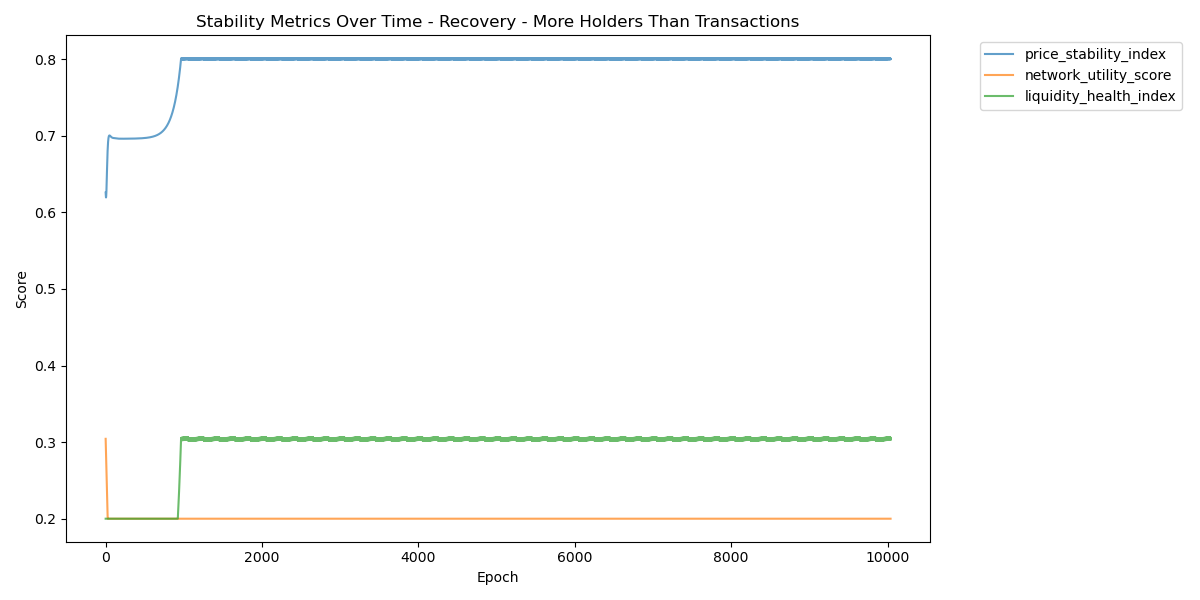 Stability Metrics Over Time - Recovery - More Holders Than Transactions
price_stability_index
network_utility_score
liquidity_health_index
Score
0.8
0.7
0.6
0.5
0.4
0.3
0.2
0 2000 4000 6000 8000 10000
Epoch